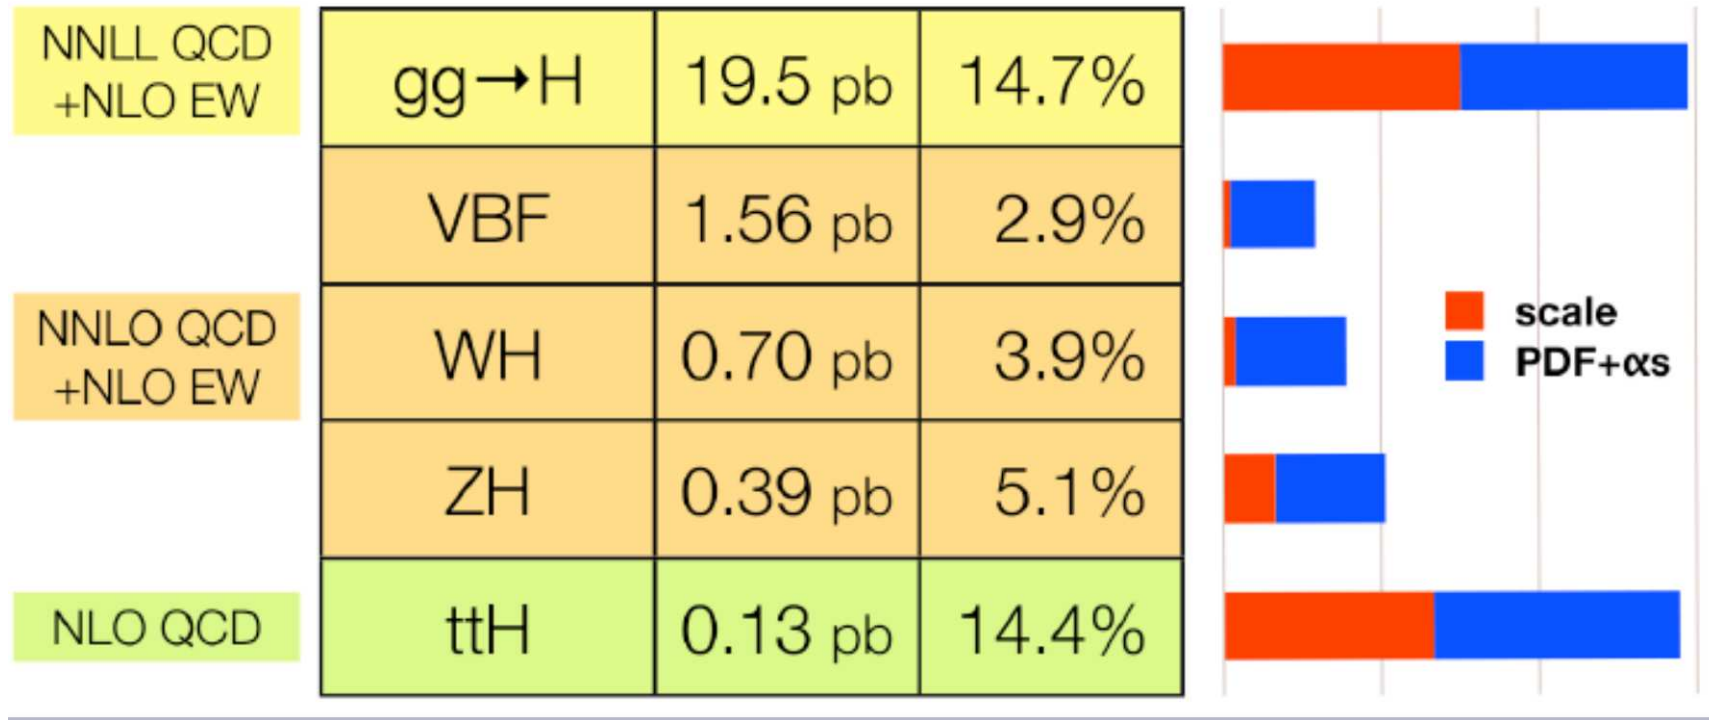 NNLL QCD
+NLO EW
gg→H 19.5 pb 14.7%
VBF 1.56 pb 2.9%
NNLO QCD
+NLO EW
WH 0.70 pb 3.9%
ZH 0.39 pb 5.1%
NLO QCD
ttH 0.13 pb 14.4%
scale
PDF+αs